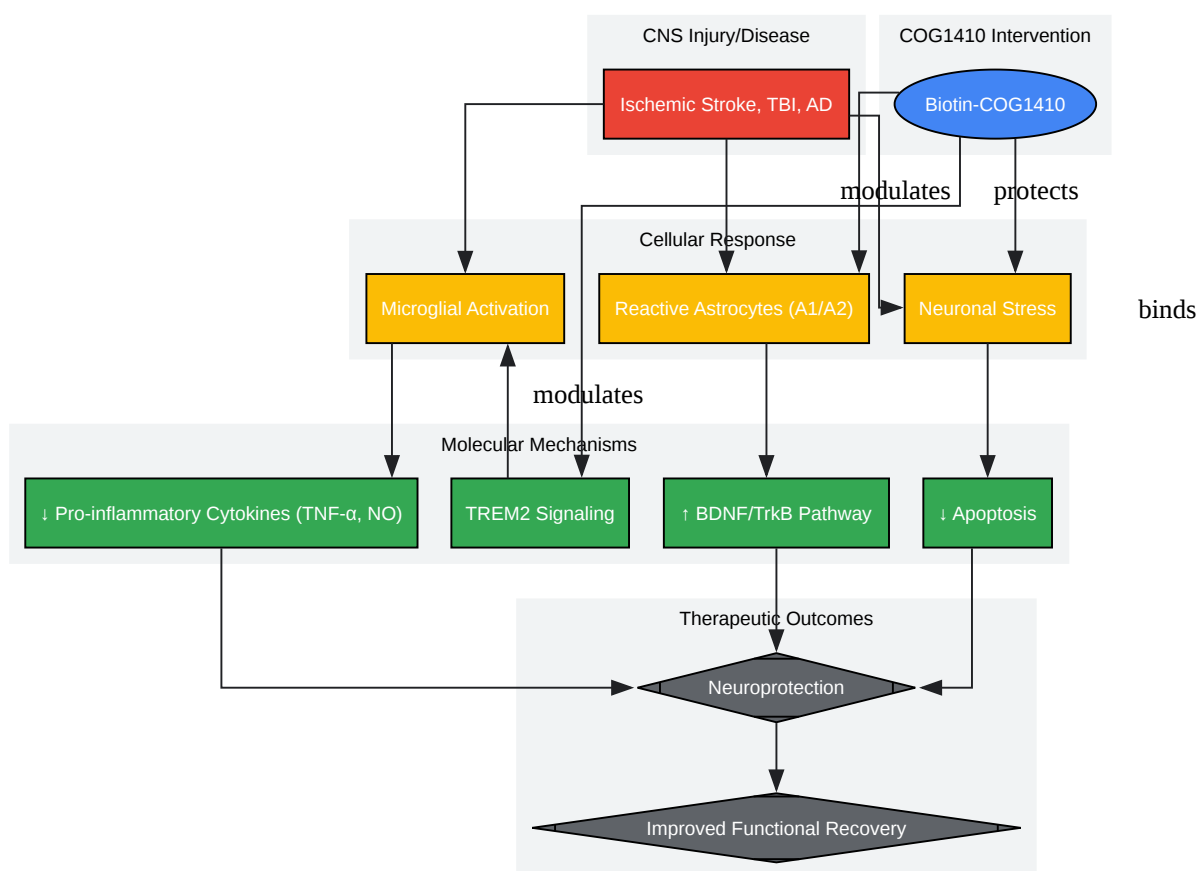 CNS Injury/Disease
COG1410 Intervention
Ischemic Stroke, TBI, AD
Biotin-COG1410
modulates
protects
Cellular Response
Microglial Activation
Reactive Astrocytes (A1/A2)
Neuronal Stress
binds
modulates
Molecular Mechanisms
↓ Pro-inflammatory Cytokines (TNF-α, NO)
TREM2 Signaling
↑ BDNF/TrkB Pathway
↓ Apoptosis
Therapeutic Outcomes
Neuroprotection
Improved Functional Recovery